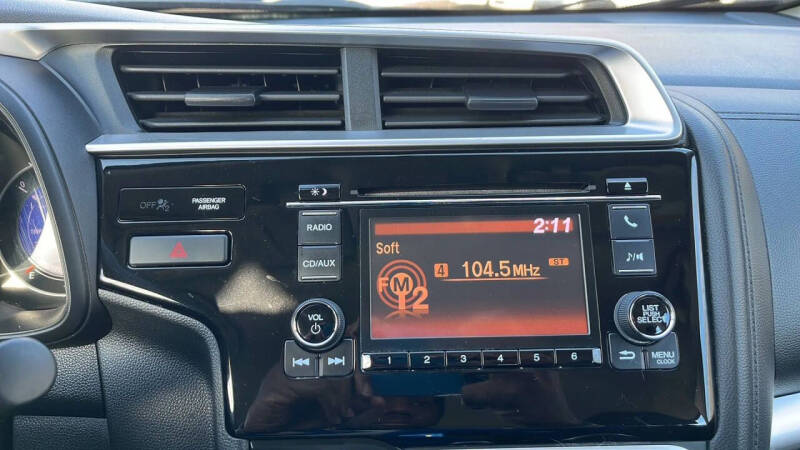 OFF 2
PASSENGER
AIRBAG
RADIO
CD/AUX
VOL
2:11
Soft
4 104.5MHz ST
FM
2
1 2 3 4 5 6
LIST
PUSH
SELECT
MENU
CLOCK
E